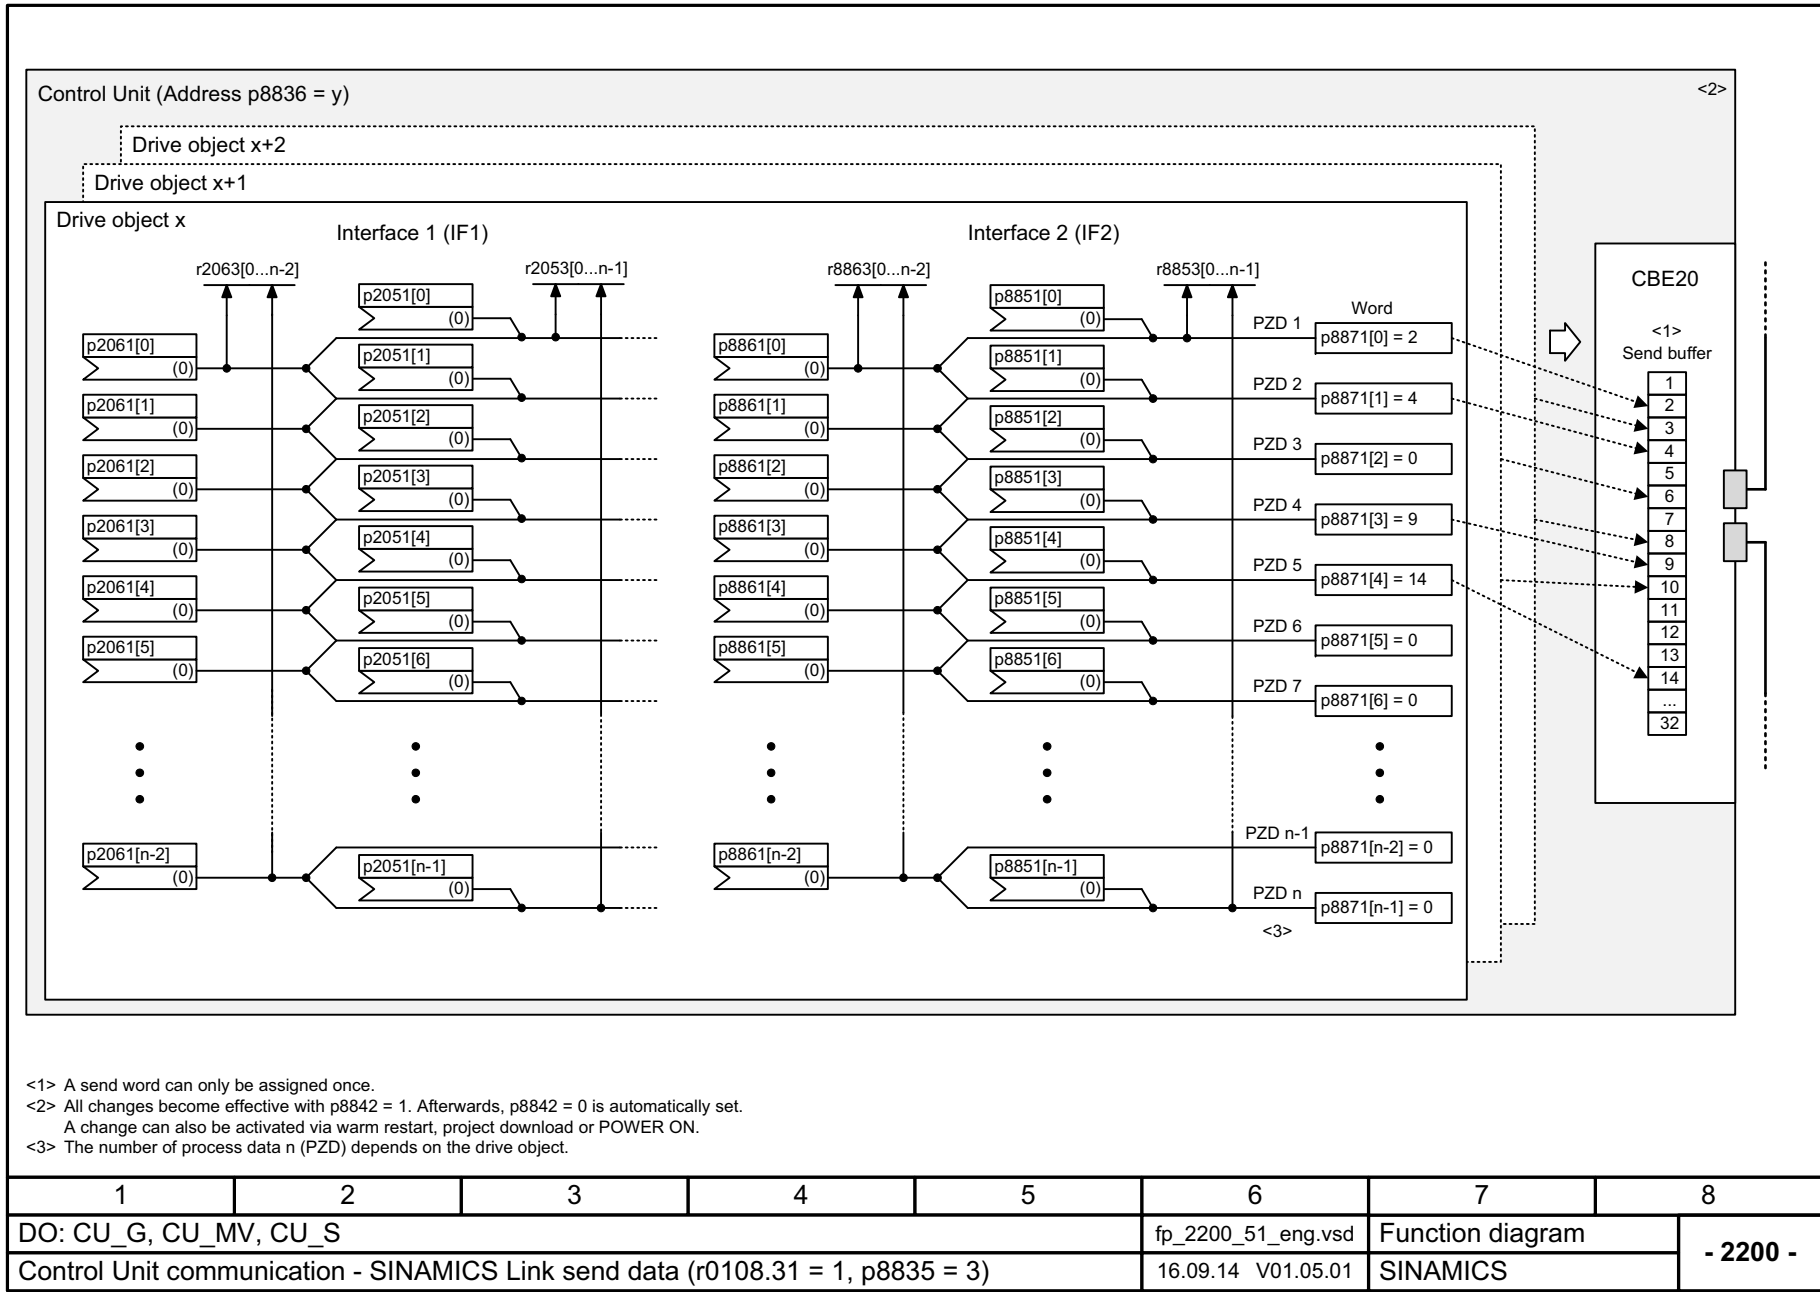 Control Unit (Address p8836 = y)
<2>
Drive object x+2
Drive object x+1
Drive object x
Interface 1 (IF1)
Interface 2 (IF2)
r2063[0...n-2]
r2053[0...n-1]
r8863[0...n-2]
r8853[0...n-1]
p2061[0]
(0)
p2061[1]
(0)
p2061[2]
(0)
p2061[3]
(0)
p2061[4]
(0)
p2061[5]
(0)
p2061[n-2]
(0)
p2051[0]
(0)
p2051[1]
(0)
p2051[2]
(0)
p2051[3]
(0)
p2051[4]
(0)
p2051[5]
(0)
p2051[6]
(0)
p2051[n-1]
(0)
p8861[0]
(0)
p8861[1]
(0)
p8861[2]
(0)
p8861[3]
(0)
p8861[4]
(0)
p8861[5]
(0)
p8861[n-2]
(0)
p8851[0]
(0)
p8851[1]
(0)
p8851[2]
(0)
p8851[3]
(0)
p8851[4]
(0)
p8851[5]
(0)
p8851[6]
(0)
p8851[n-1]
(0)
Word
PZD 1 p8871[0] = 2
PZD 2 p8871[1] = 4
PZD 3 p8871[2] = 0
PZD 4 p8871[3] = 9
PZD 5 p8871[4] = 14
PZD 6 p8871[5] = 0
PZD 7 p8871[6] = 0
PZD n-1 p8871[n-2] = 0
PZD n p8871[n-1] = 0
<3>
CBE20
<1>
Send buffer
1
2
3
4
5
6
7
8
9
10
11
12
13
14
...
32
<1> A send word can only be assigned once.
<2> All changes become effective with p8842 = 1. Afterwards, p8842 = 0 is automatically set.
A change can also be activated via warm restart, project download or POWER ON.
<3> The number of process data n (PZD) depends on the drive object.
1 2 3 4 5 6 7 8
DO: CU_G, CU_MV, CU_S
fp_2200_51_eng.vsd
Function diagram
- 2200 -
Control Unit communication - SINAMICS Link send data (r0108.31 = 1, p8835 = 3)
16.09.14 V01.05.01
SINAMICS